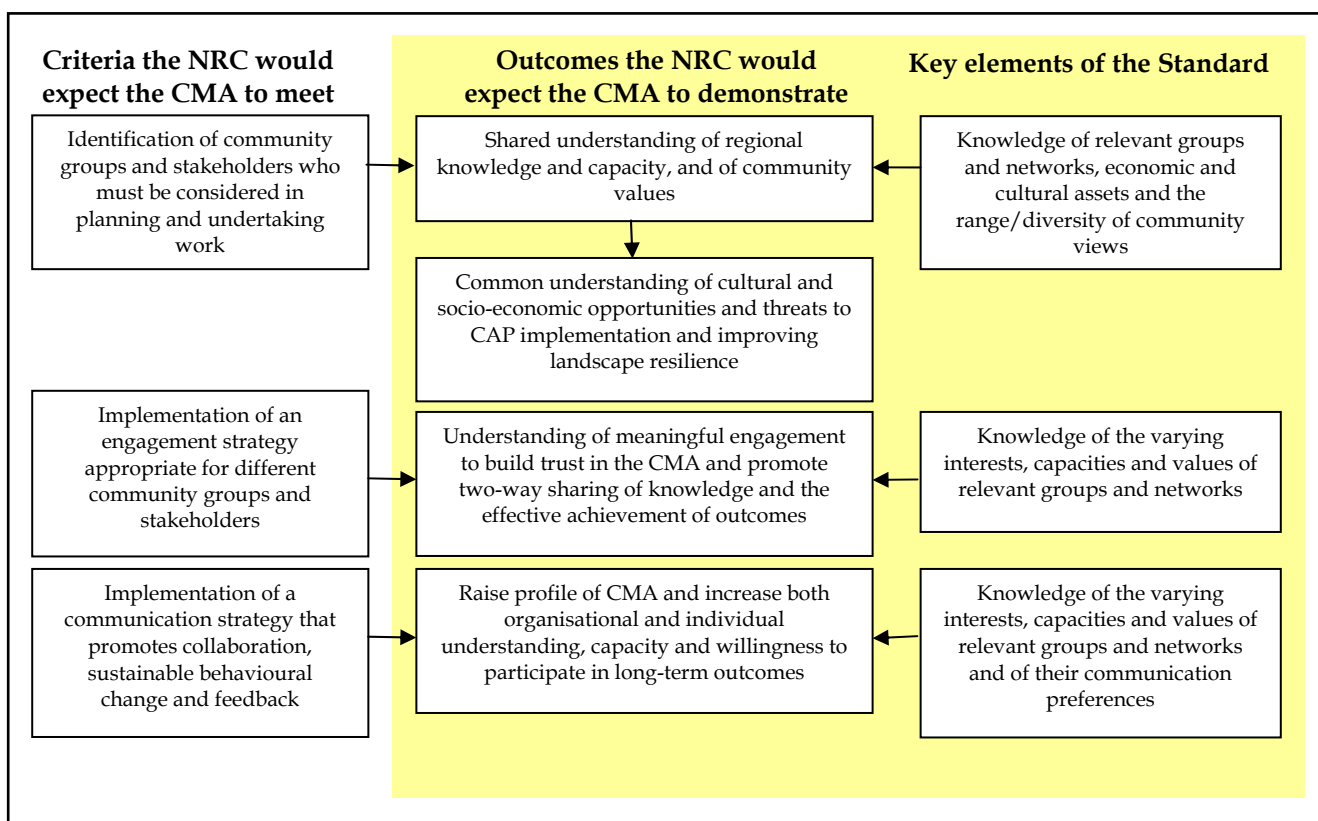 Criteria the NRC would
expect the CMA to meet
Outcomes the NRC would
expect the CMA to demonstrate
Key elements of the Standard
Identification of community
groups and stakeholders who
must be considered in
planning and undertaking
work
Shared understanding of regional
knowledge and capacity, and of community
values
Knowledge of relevant groups
and networks, economic and
cultural assets and the
range/diversity of community
views
Common understanding of cultural and
socio-economic opportunities and threats to
CAP implementation and improving
landscape resilience
Implementation of an
engagement strategy
appropriate for different
community groups and
stakeholders
Understanding of meaningful engagement
to build trust in the CMA and promote
two-way sharing of knowledge and the
effective achievement of outcomes
Knowledge of the varying
interests, capacities and values of
relevant groups and networks
Implementation of a
communication strategy that
promotes collaboration,
sustainable behavioural
change and feedback
Raise profile of CMA and increase both
organisational and individual
understanding, capacity and willingness to
participate in long-term outcomes
Knowledge of the varying
interests, capacities and values of
relevant groups and networks
and of their communication
preferences